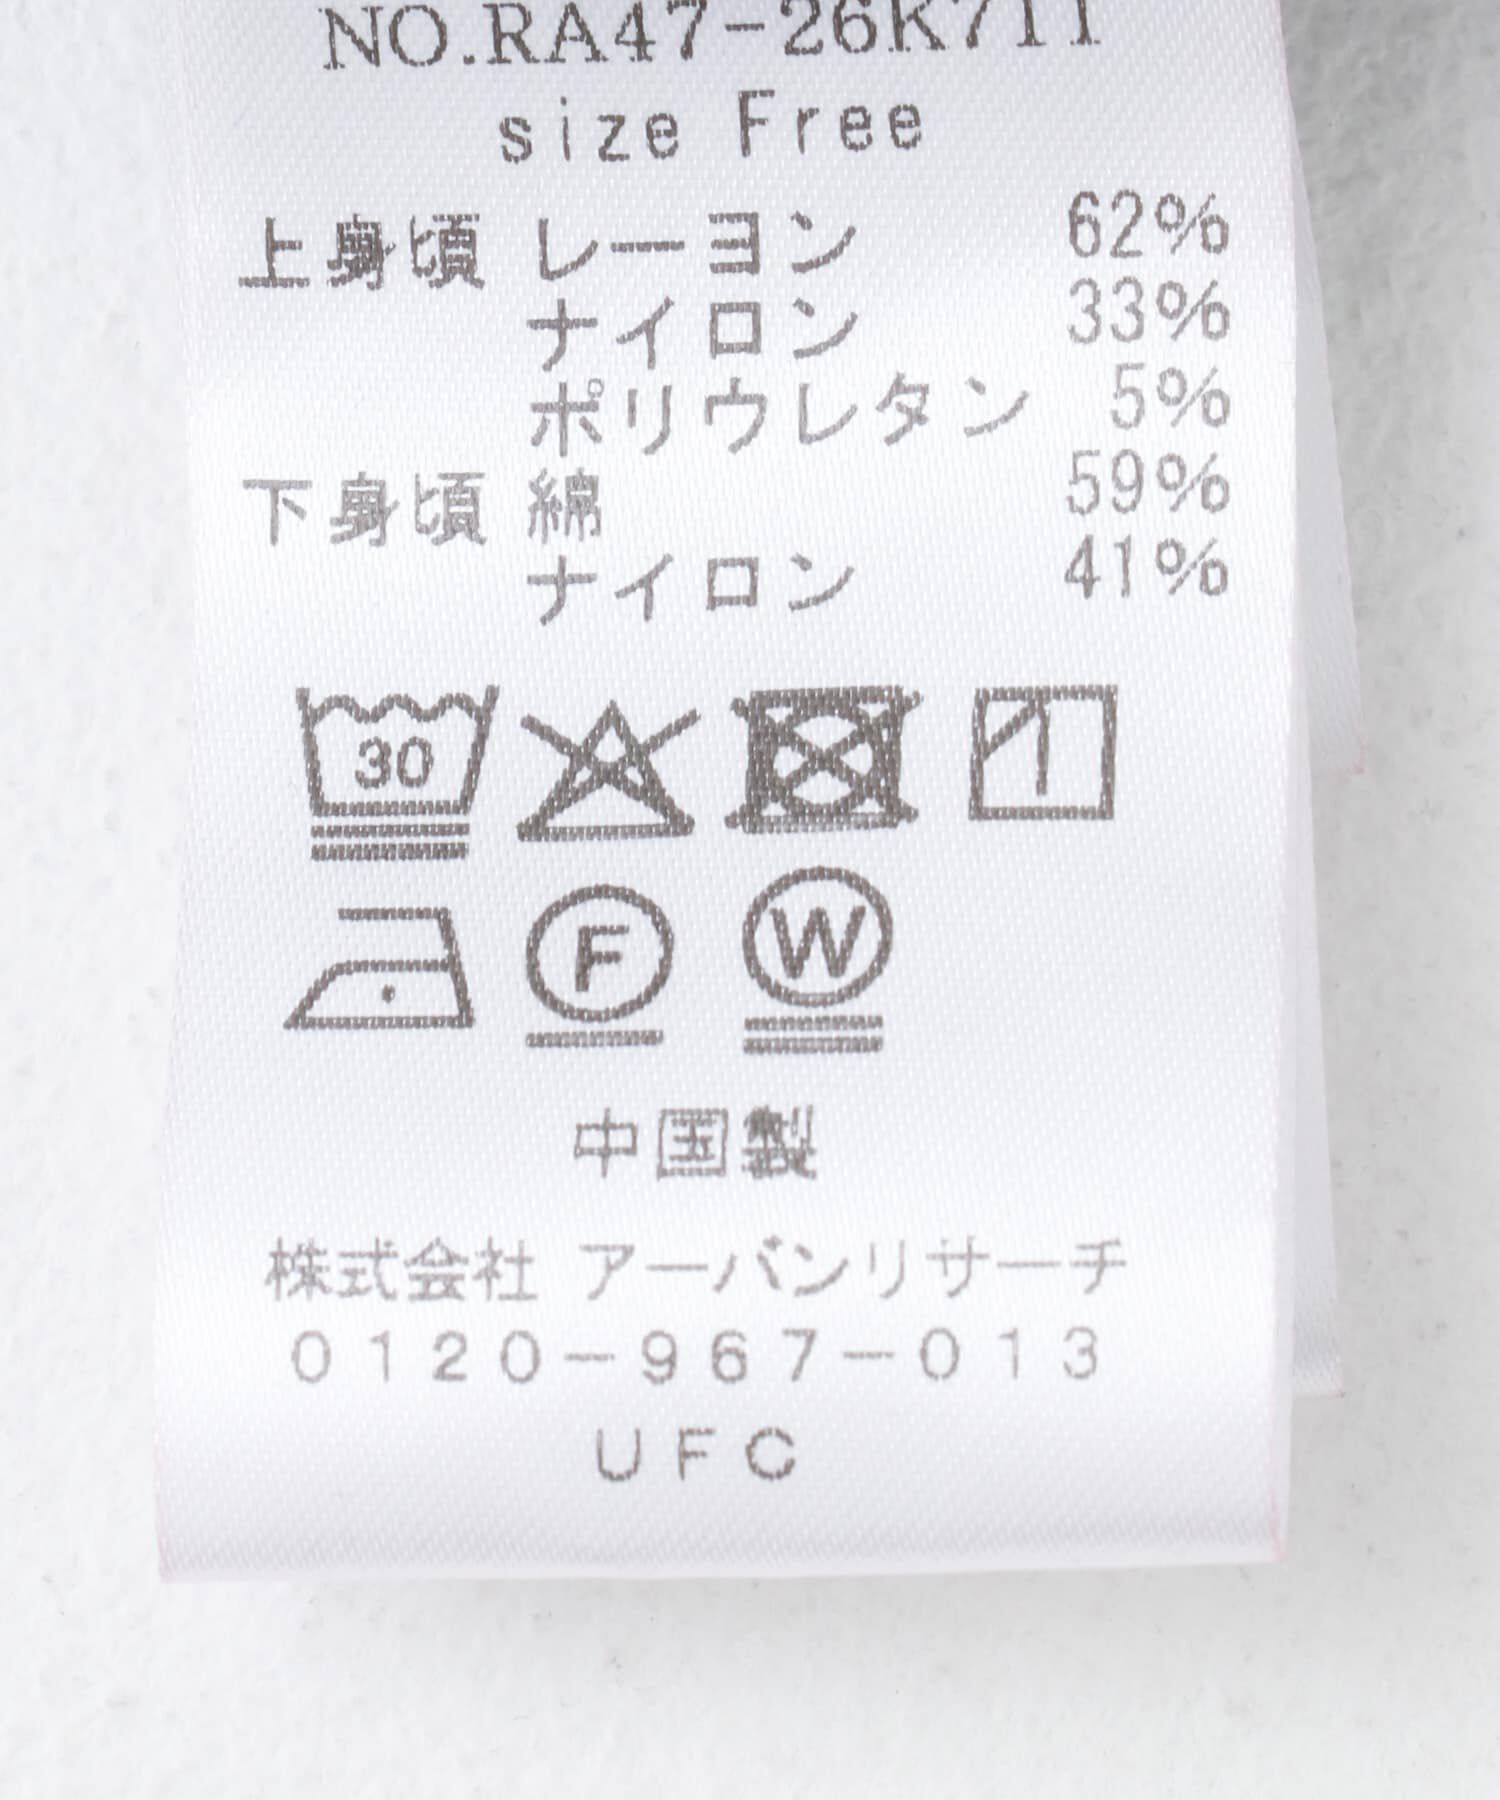 NO.RA47-26K711
size Free
上身頃 レーヨン 62%
ナイロン 33%
ポリウレタン 5%
下身頃 綿 59%
ナイロン 41%
30
F W
中国製
株式会社 アーバンリサーチ
0120-967-013
UFC